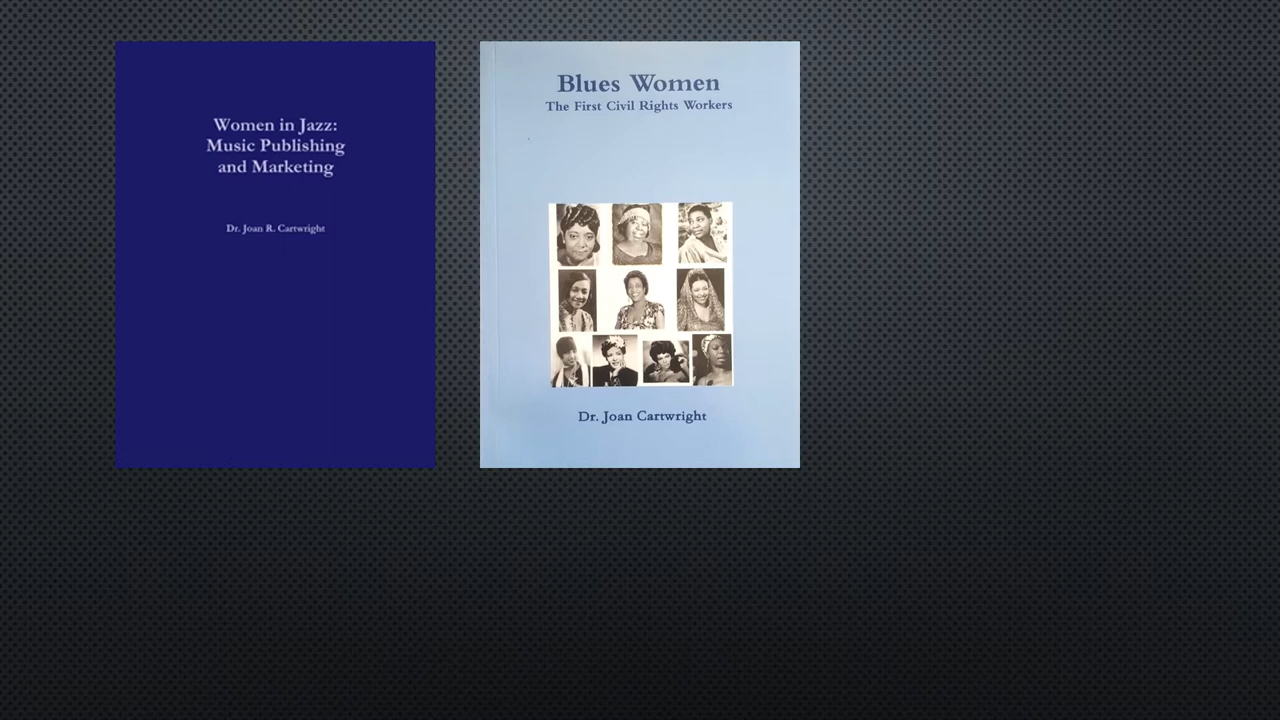 Women in Jazz:
Music Publishing
and Marketing
Dr. Joan R. Cartwright
Blues Women
The First Civil Rights Workers
Dr. Joan Cartwright